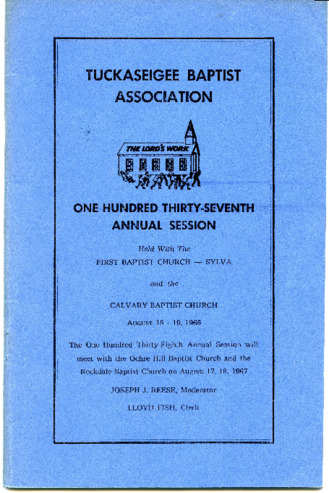 TUCKASEIGEE BAPTIST
ASSOCIATION
THE LORD'S WORK
ONE HUNDRED THIRTY-SEVENTH
ANNUAL SESSION
Held With The
FIRST BAPTIST CHURCH — SYLVA
and the
CALVARY BAPTIST CHURCH
AUGUST 18 - 19, 1966
The One Hundred Thirty-Eighth Annual Session will
meet with the Ochre Hill Baptist Church and the
Rockdale Baptist Church on August 17, 18, 1967
JOSEPH J. REESE, Moderator
LLOYD FISH, Clerk